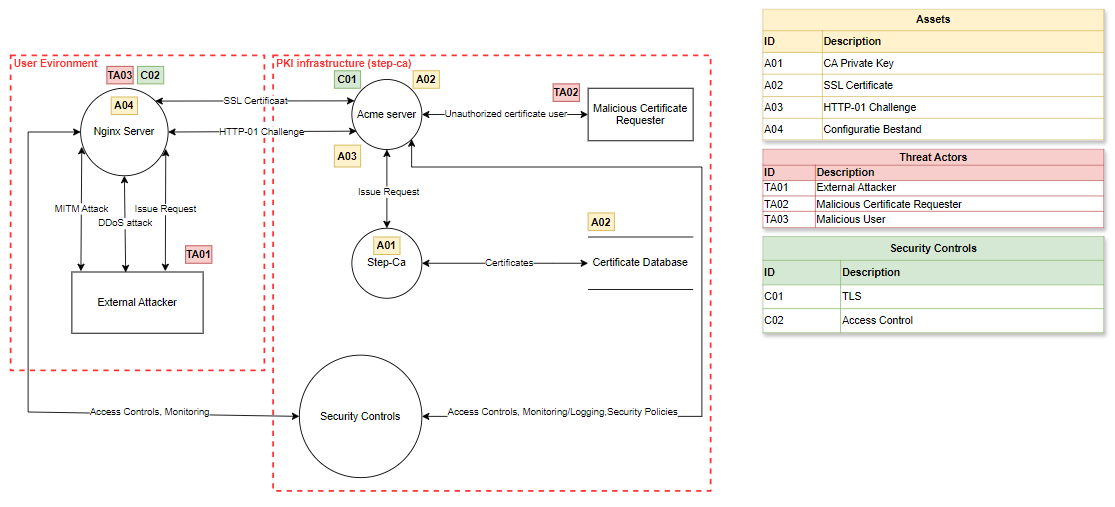 User Evironment
TA03
C02
A04
Nginx Server
SSL Certificaat
HTTP-01 Challenge
MITM Attack
Issue Request
DDoS attack
TA01
External Attacker
Access Controls, Monitoring
PKI infrastructure (step-ca)
C01
A02
Acme server
A03
Unauthorized certificate user
TA02
Malicious Certificate
Requester
Issue Request
A01
Step-Ca
Certificates
A02
Certificate Database
Security Controls
Access Controls, Monitoring/Logging,Security Policies
Assets
ID Description
A01 CA Private Key
A02 SSL Certificate
A03 HTTP-01 Challenge
A04 Configuratie Bestand
Threat Actors
ID Description
TA01 External Attacker
TA02 Malicious Certificate Requester
TA03 Malicious User
Security Controls
ID Description
C01 TLS
C02 Access Control